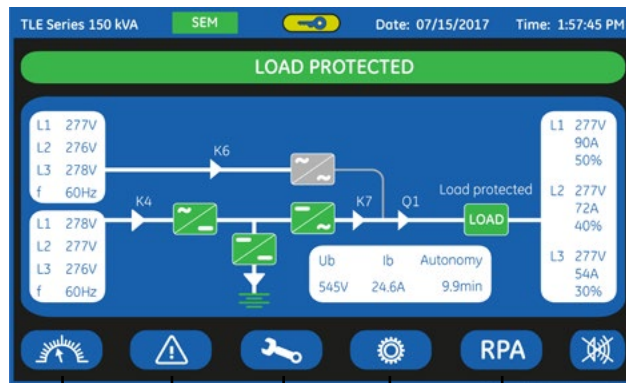 TLE Series 150 kVA SEM Date: 07/15/2017 Time: 1:57:45 PM
LOAD PROTECTED
L1 277V
L2 276V
L3 278V
f 60Hz
K6
L1 278V
L2 277V
L3 276V
f 60Hz
K4
K7
Q1
Load protected
LOAD
Ub Ib Autonomy
545V 24.6A 9.9min
L1 277V
90A
50%
L2 277V
72A
40%
L3 277V
54A
30%
RPA